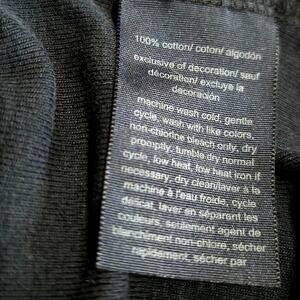 100% cotton/ coton/ algodón
exclusive of decoration/ sauf
décoration/ excluye la
decoración
machine wash cold, gentle
cycle, wash with like colors,
non-chlorine bleach only, dry
promptly, tumble dry normal
cycle, low heat, low heat iron if
necessary, dry clean/laver à la
machine à l'eau froide, cycle
délicat, laver en séparant les
couleurs, seulement agent de
blanchiment non-chlore, sécher
rapidement, sécher par